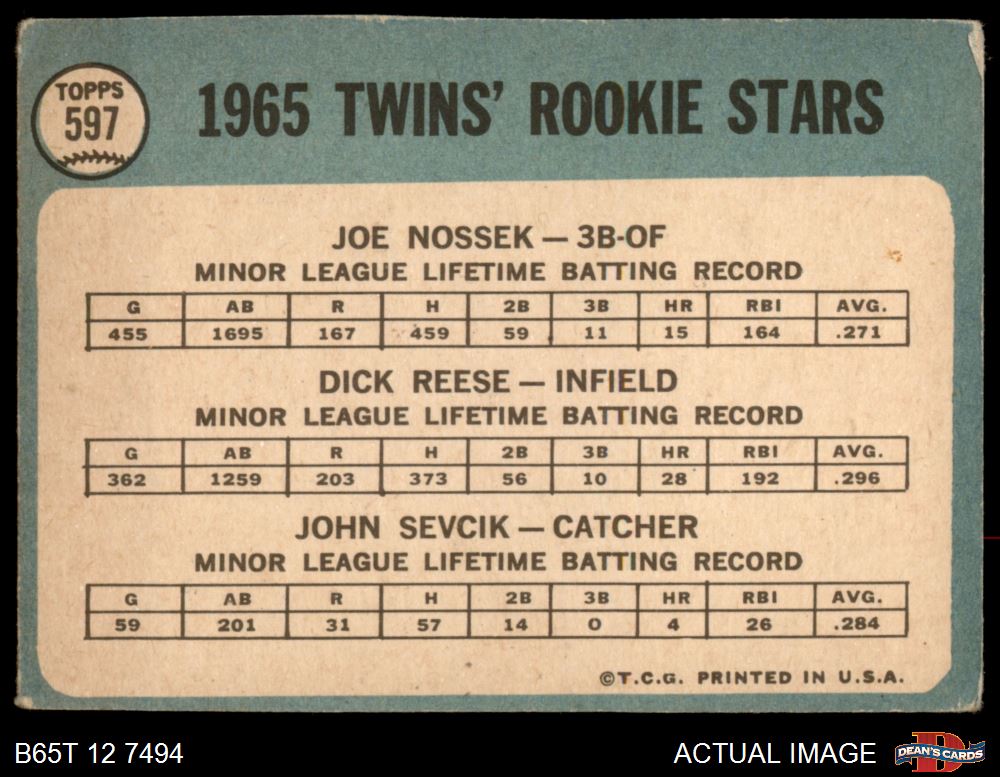 TOPPS
597
1965 TWINS' ROOKIE STARS
JOE NOSSEK — 3B-OF
MINOR LEAGUE LIFETIME BATTING RECORD
G AB R H 2B 3B HR RBI AVG.
455 1695 167 459 59 11 15 164 .271
DICK REESE — INFIELD
MINOR LEAGUE LIFETIME BATTING RECORD
G AB R H 2B 3B HR RBI AVG.
362 1259 203 373 56 10 28 192 .296
JOHN SEVCIK — CATCHER
MINOR LEAGUE LIFETIME BATTING RECORD
G AB R H 2B 3B HR RBI AVG.
59 201 31 57 14 0 4 26 .284
©T.C.G. PRINTED IN U.S.A.
B65T 12 7494 ACTUAL IMAGE
D
DEAN'S CARDS